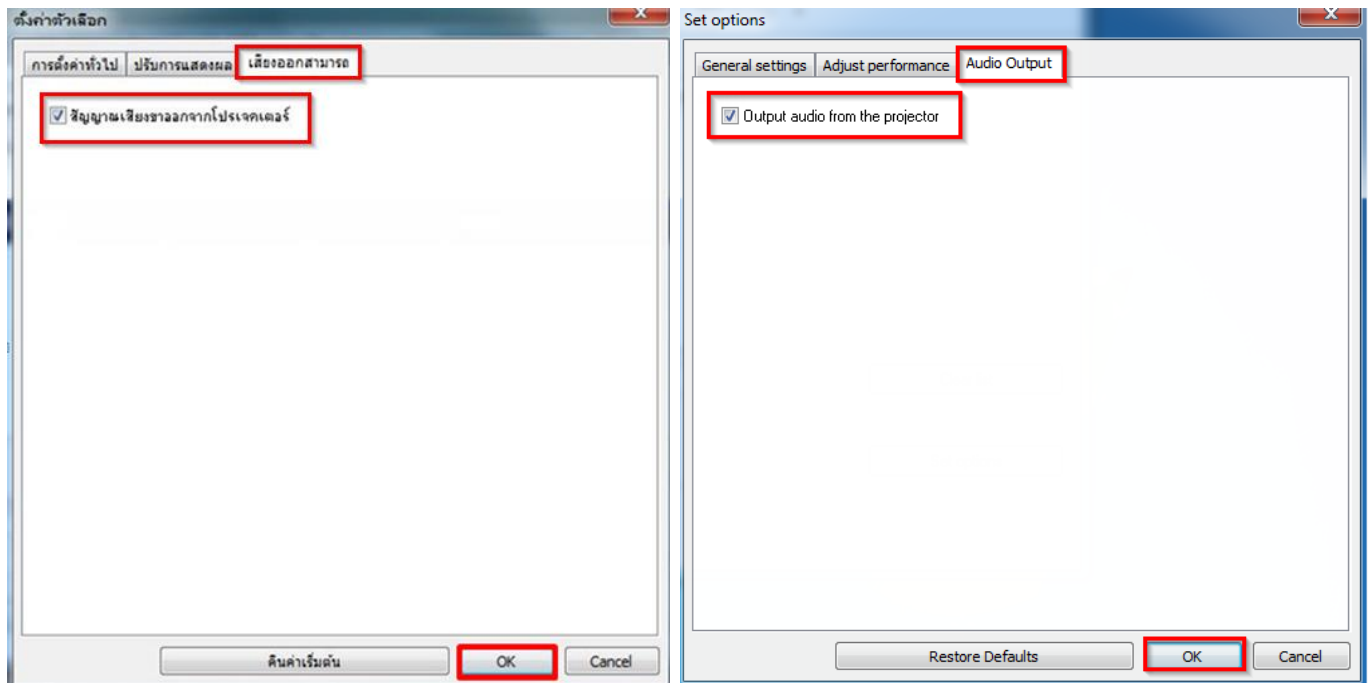 ตั้งค่าตัวเลือก
การตั้งค่าทั่วไป ปรับการแสดงผล เสียงออกสามารถ
สัญญาณเสียงขาออกจากโปรเจคเตอร์
คืนค่าเริ่มต้น OK Cancel
Set options
General settings Adjust performance Audio Output
Output audio from the projector
Restore Defaults OK Cancel